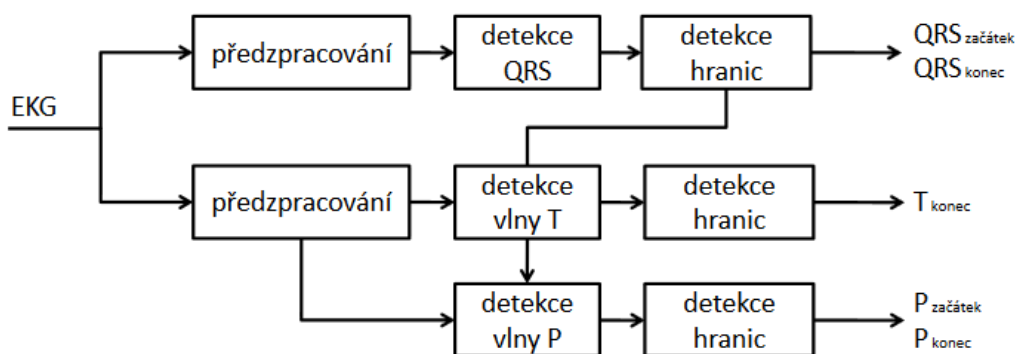 EKG
předzpracování
detekce
QRS
detekce
hranic
QRS začátek
QRS konec
předzpracování
detekce
vlny T
detekce
hranic
T konec
detekce
vlny P
detekce
hranic
P začátek
P konec